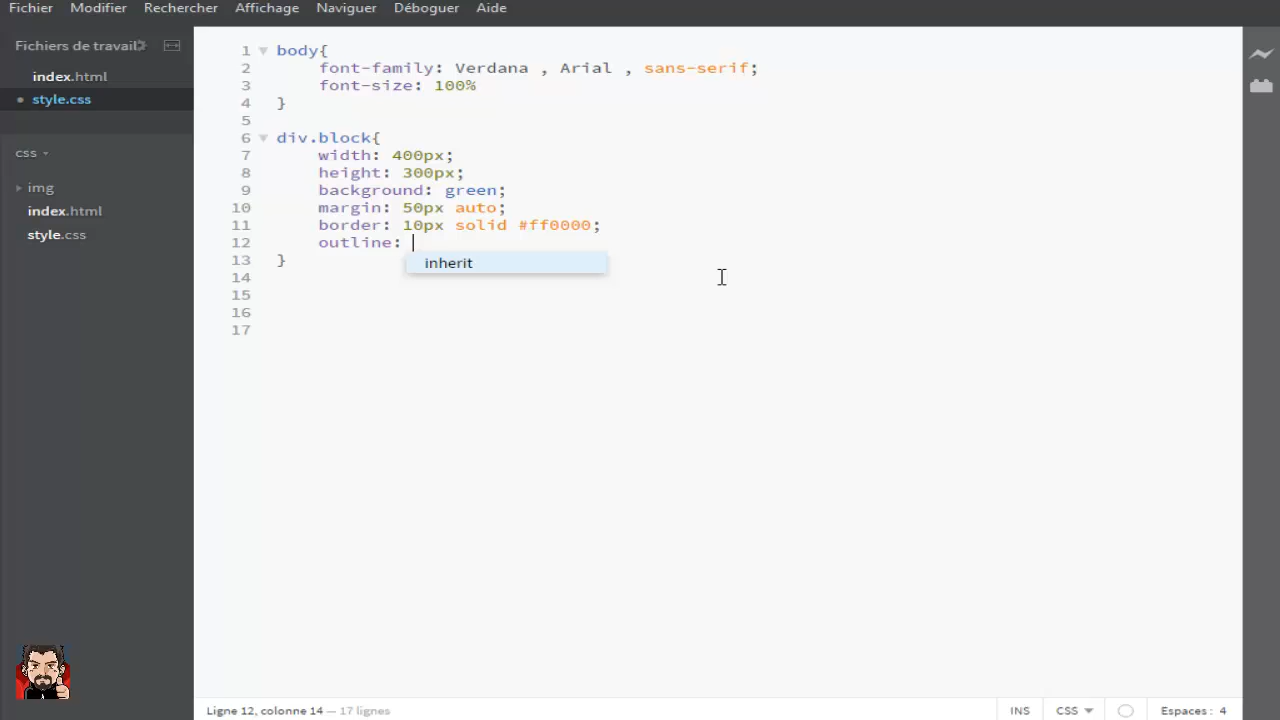 Fichier Modifier Rechercher Affichage Naviguer Déboguer Aide
Fichiers de travail
index.html
style.css
css
img
index.html
style.css
1 body{
2 font-family: Verdana , Arial , sans-serif;
3 font-size: 100%
4 }
5
6 div.block{
7 width: 400px;
8 height: 300px;
9 background: green;
10 margin: 50px auto;
11 border: 10px solid #ff0000;
12 outline:
inherit
13 }
14
15
16
17
Ligne 12, colonne 14 — 17 lignes
INS CSS Espaces : 4